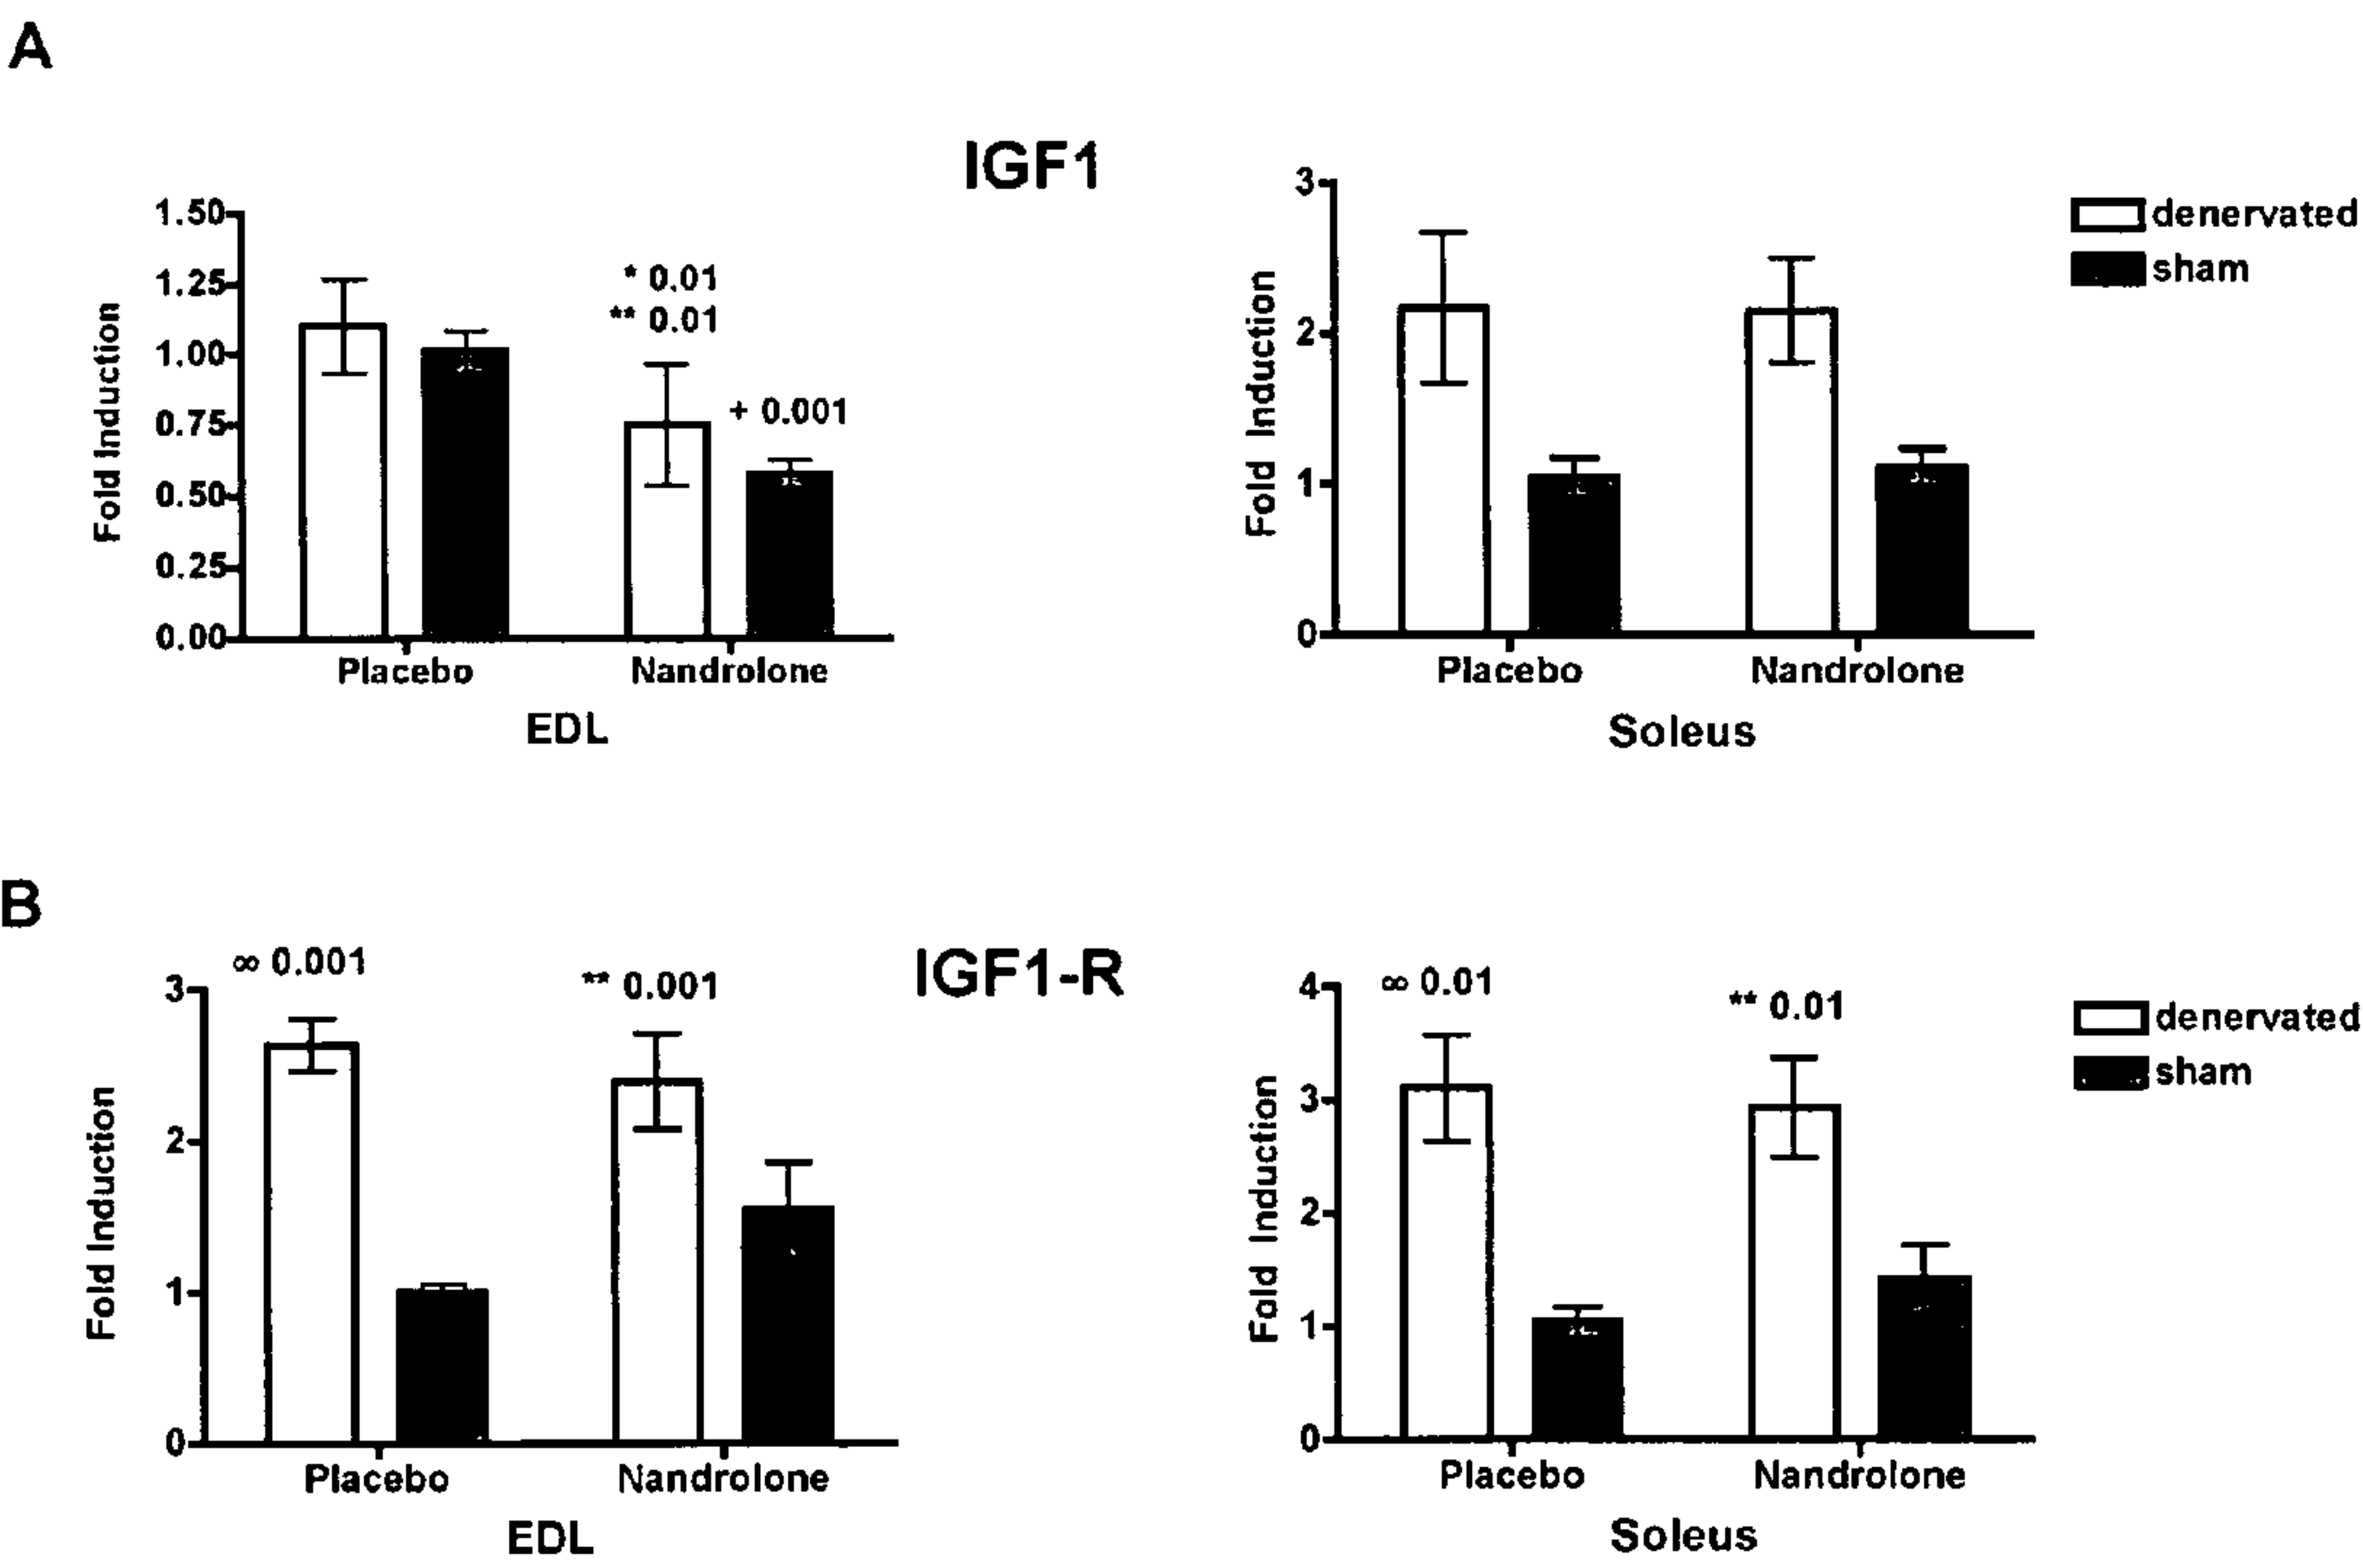 A
IGF1
1.50
1.25
1.00
0.75
0.50
0.25
0.00
Fold Induction
* 0.01
** 0.01
+ 0.001
Placebo
Nandrolone
EDL
3
2
1
0
Fold Induction
Placebo
Nandrolone
Soleus
denervated
sham
B
IGF1-R
3
2
1
0
Fold Induction
∞ 0.001
** 0.001
Placebo
Nandrolone
EDL
4
3
2
1
0
Fold Induction
∞ 0.01
** 0.01
Placebo
Nandrolone
Soleus
denervated
sham